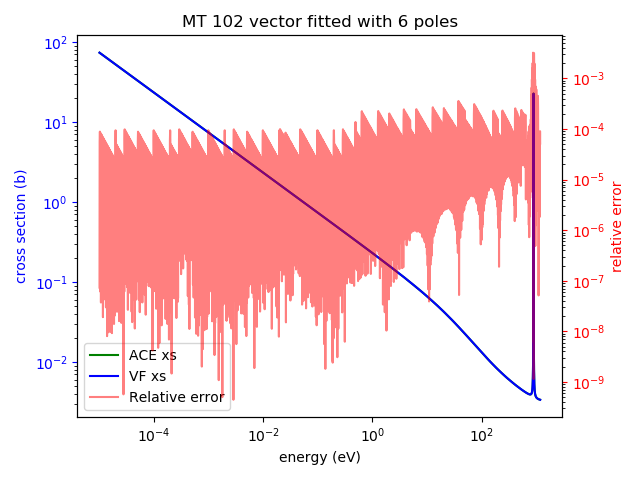 MT 102 vector fitted with 6 poles
10^2
10^1
10^0
10^-1
10^-2
cross section (b)
10^-3
10^-4
10^-5
10^-6
10^-7
10^-8
10^-9
relative error
ACE xs
VF xs
Relative error
10^-4
10^-2
10^0
10^2
energy (eV)